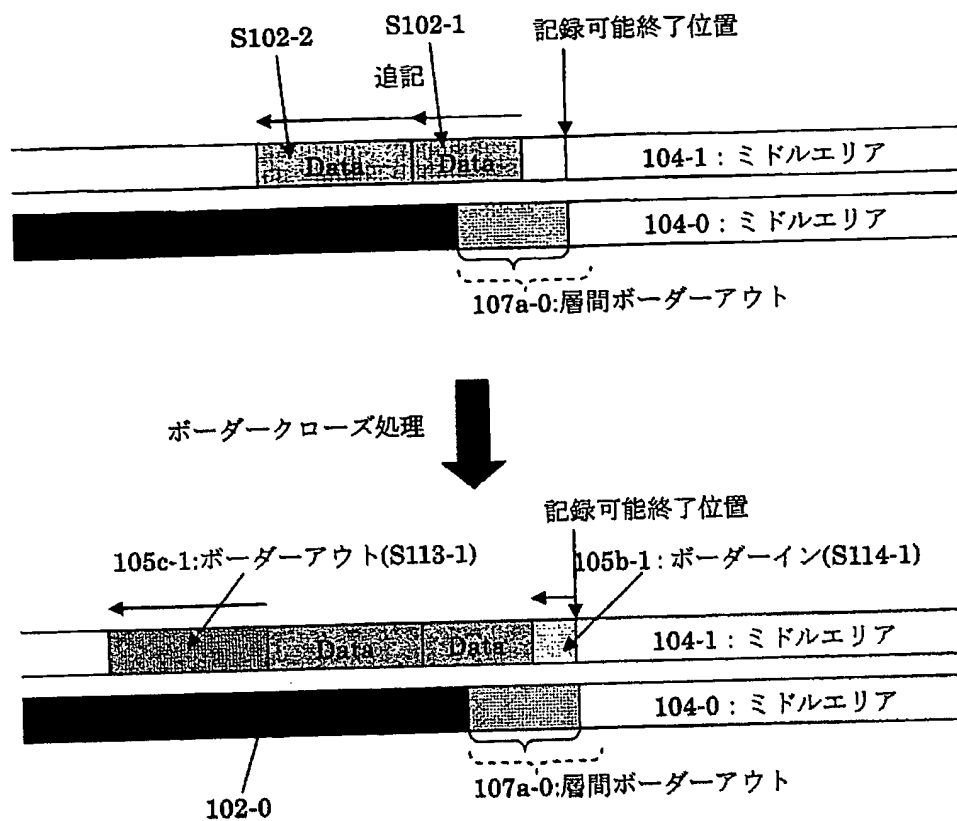 S102-2
S102-1
記録可能終了位置
追記
Data
Data
104-1：ミドルエリア
104-0：ミドルエリア
107a-0:層間ボーダーアウト
ボーダークローズ処理
記録可能終了位置
105c-1:ボーダーアウト(S113-1)
105b-1：ボーダーイン(S114-1)
Data
Data
104-1：ミドルエリア
104-0：ミドルエリア
107a-0:層間ボーダーアウト
102-0